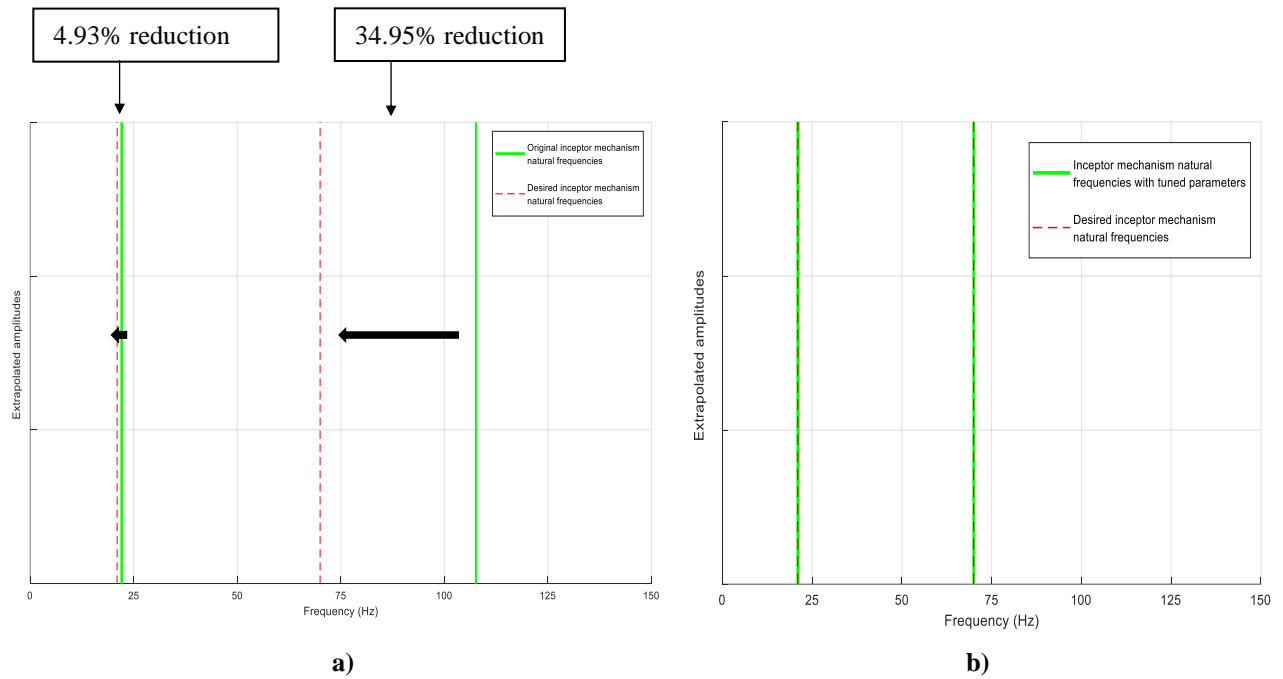 4.93% reduction
34.95% reduction
Extrapolated amplitudes
Original inceptor mechanism
natural frequencies
Desired inceptor mechanism
natural frequencies
0 25 50 75 100 125 150
Frequency (Hz)
a)
Extrapolated amplitudes
Inceptor mechanism natural
frequencies with tuned parameters
Desired inceptor mechanism
natural frequencies
0 25 50 75 100 125 150
Frequency (Hz)
b)